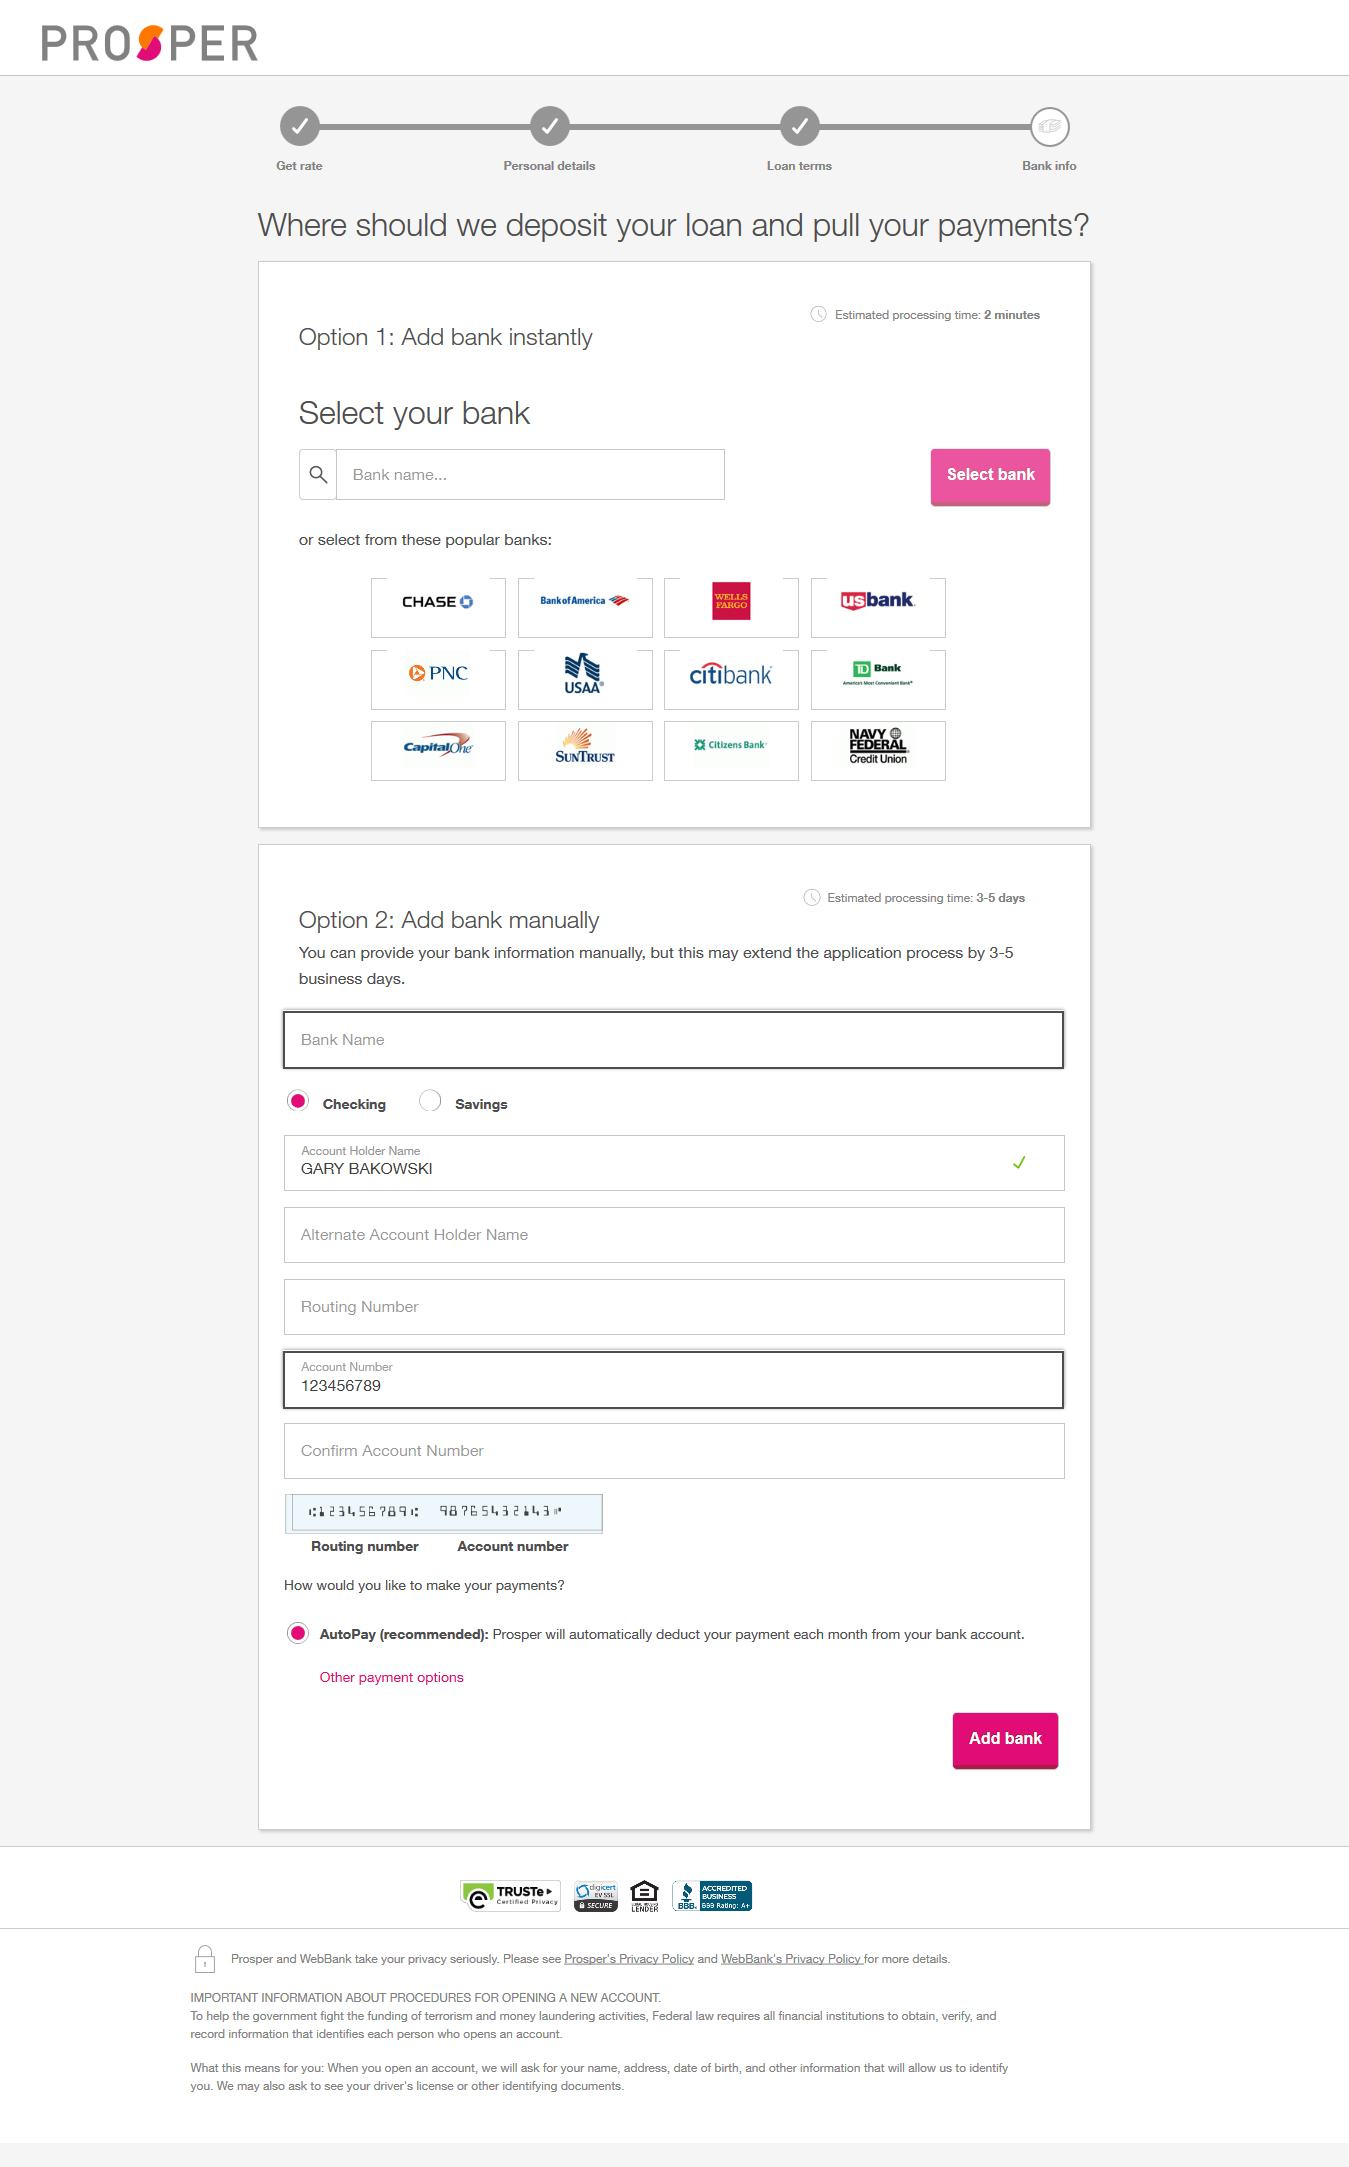 PROSPER
Get rate
Personal details
Loan terms
Bank info
Where should we deposit your loan and pull your payments?
Estimated processing time: 2 minutes
Option 1: Add bank instantly
Select your bank
Bank name...
Select bank
or select from these popular banks:
CHASE
Bank of America
WELLS FARGO
usbank
PNC
USAA
citibank
TD Bank
America's Most Convenient Bank®
Capital One
SUNTRUST
Citizens Bank
NAVY FEDERAL Credit Union
Estimated processing time: 3-5 days
Option 2: Add bank manually
You can provide your bank information manually, but this may extend the application process by 3-5
business days.
Bank Name
Checking
Savings
Account Holder Name
GARY BAKOWSKI
Alternate Account Holder Name
Routing Number
Account Number
123456789
Confirm Account Number
⑆123456789⑆ 98765432143⑈
Routing number
Account number
How would you like to make your payments?
AutoPay (recommended): Prosper will automatically deduct your payment each month from your bank account.
Other payment options
Add bank
TRUSTe
Certified Privacy
digicert
EV SSL
SECURE
LENDER
ACCREDITED
BUSINESS
BBB.
BBB Rating: A+
Prosper and WebBank take your privacy seriously. Please see Prosper's Privacy Policy and WebBank's Privacy Policy for more details.
IMPORTANT INFORMATION ABOUT PROCEDURES FOR OPENING A NEW ACCOUNT.
To help the government fight the funding of terrorism and money laundering activities, Federal law requires all financial institutions to obtain, verify, and
record information that identifies each person who opens an account.
What this means for you: When you open an account, we will ask for your name, address, date of birth, and other information that will allow us to identify
you. We may also ask to see your driver's license or other identifying documents.